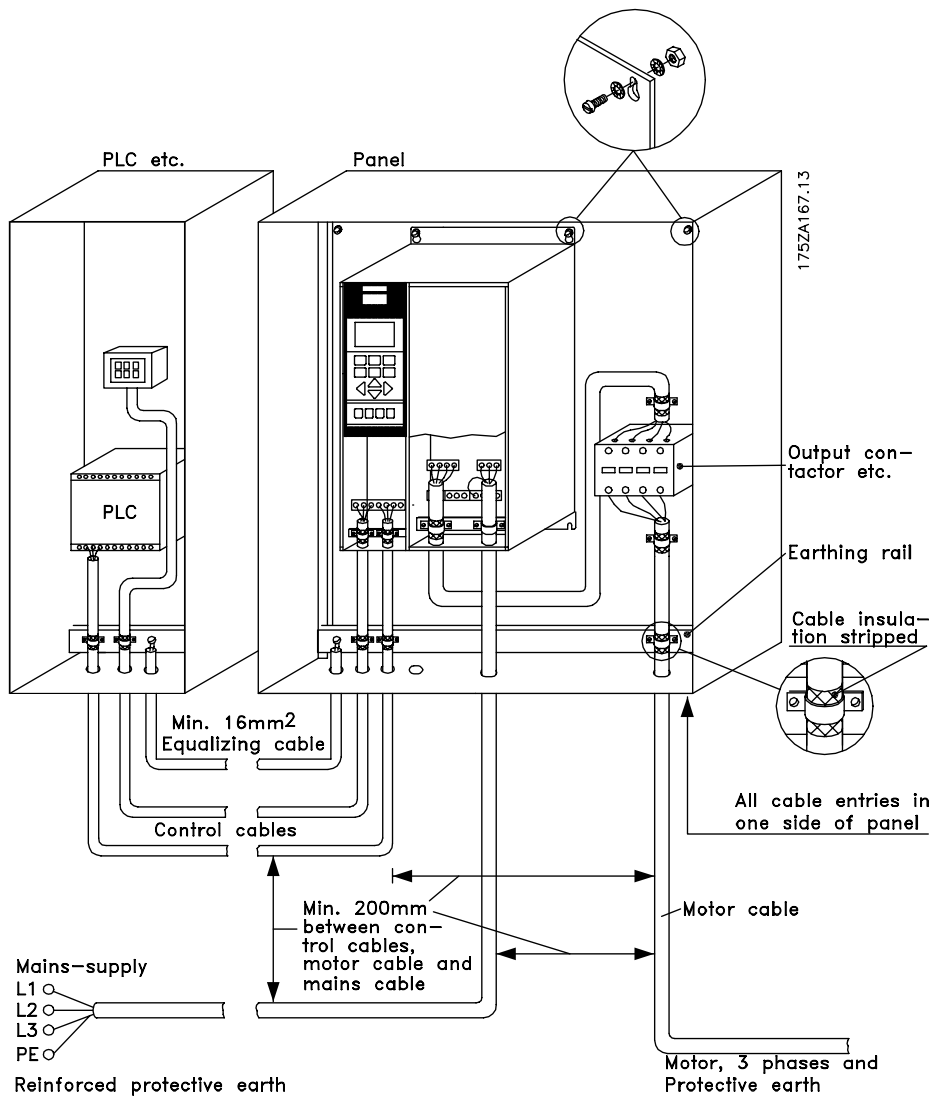 PLC etc.
Panel
175ZA167.13
PLC
Output con-
tactor etc.
Earthing rail
Cable insula-
tion stripped
Min. 16mm2
Equalizing cable
All cable entries in
one side of panel
Control cables
Min. 200mm
between con-
trol cables,
motor cable and
mains cable
Motor cable
Mains-supply
L1
L2
L3
PE
Reinforced protective earth
Motor, 3 phases and
Protective earth